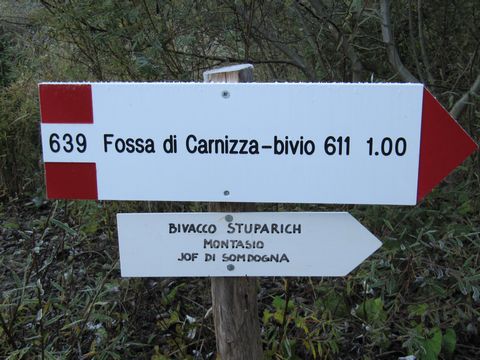 639 Fossa di Carnizza-bivio 611 1.00
BIVACCO STUPARICH
MONTASIO
JOF DI SOMDOGNA